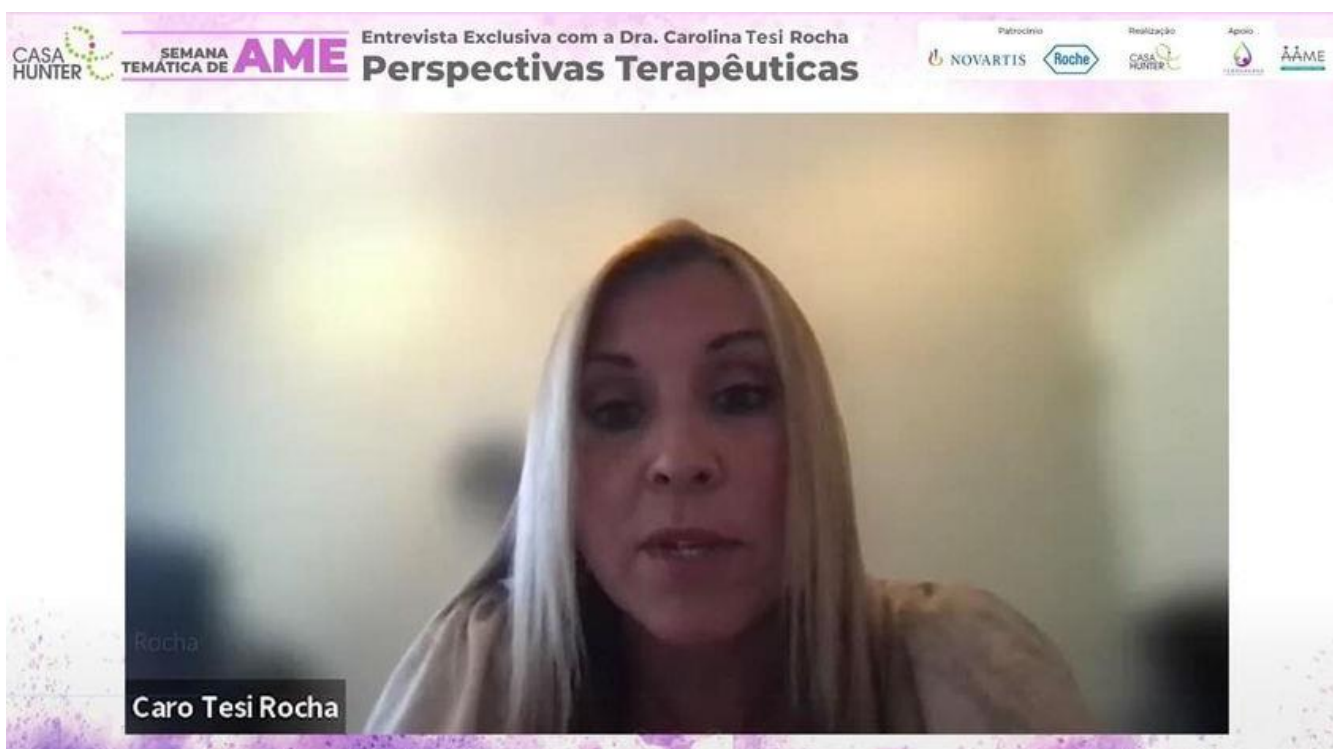 CASA HUNTER
SEMANA TEMÁTICA DE AME
Entrevista Exclusiva com a Dra. Carolina Tesi Rocha
Perspectivas Terapêuticas
Patrocínio
NOVARTIS
Roche
Realização
CASA HUNTER
Apoio
ÅÅME
Rocha
Caro Tesi Rocha